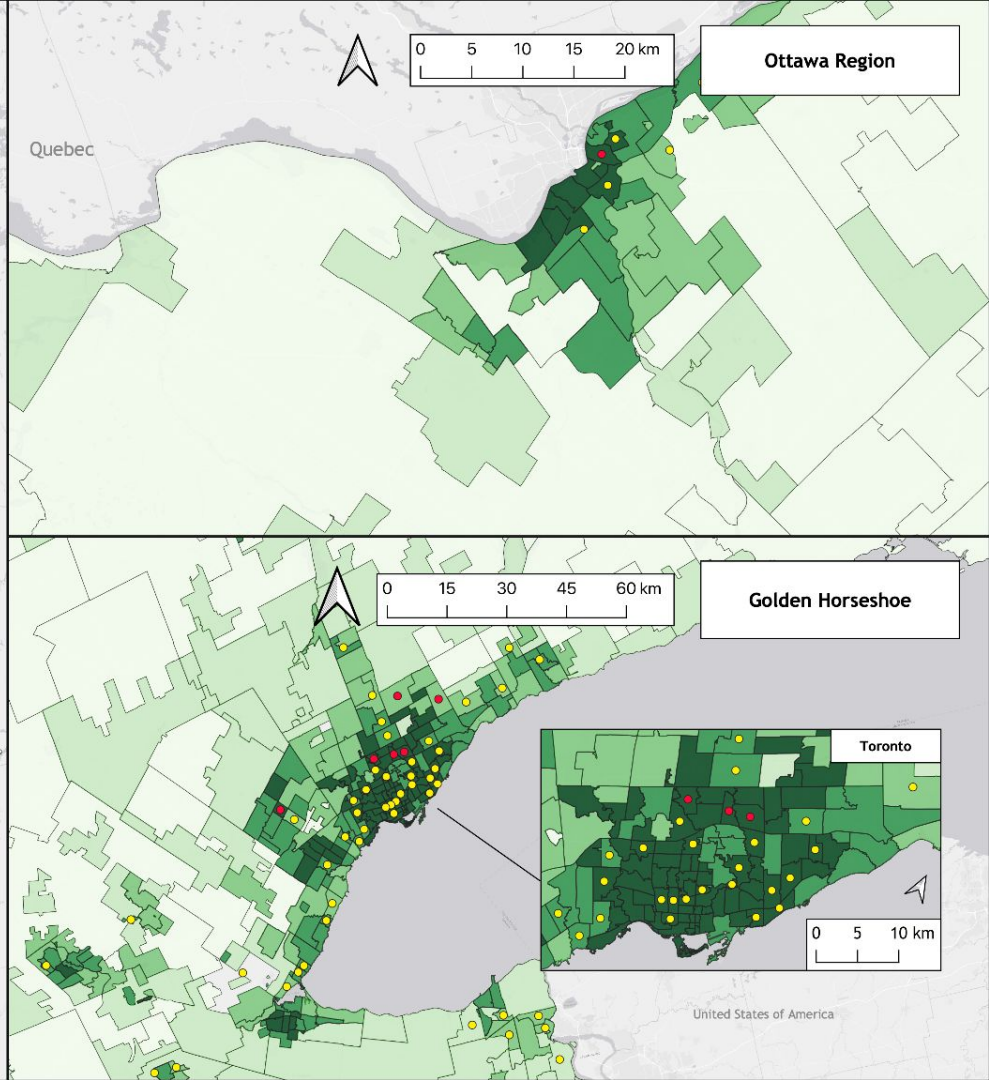 0 5 10 15 20 km
Ottawa Region
Quebec
0 15 30 45 60 km
Golden Horseshoe
Toronto
0 5 10 km
United States of America